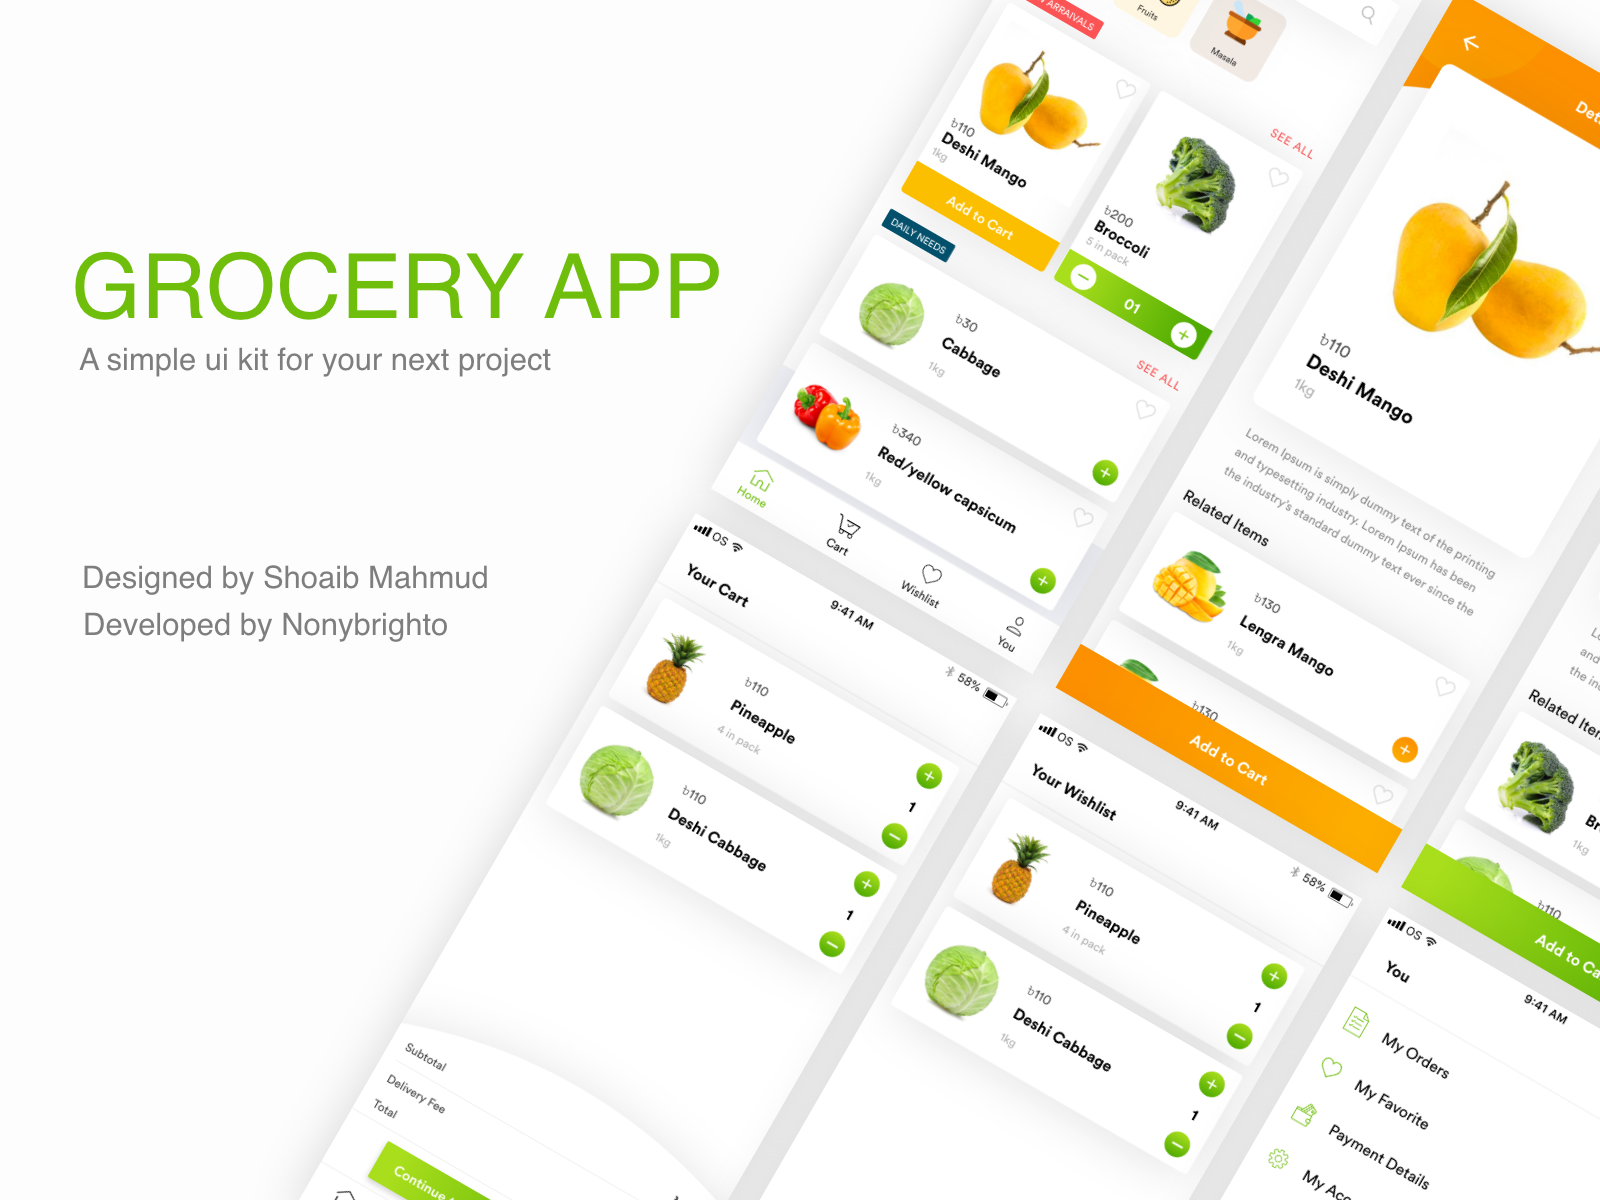 GROCERY APP
A simple ui kit for your next project
Designed by Shoaib Mahmud
Developed by Nonybrighto
ARRAIVALS
Fruits
Masala
৳110
Deshi Mango
1kg
Add to Cart
SEE ALL
৳200
Broccoli
5 in pack
01
DAILY NEEDS
SEE ALL
৳30
Cabbage
1kg
৳340
Red/yellow capsicum
1kg
Home
Cart
Wishlist
You
৳110
Deshi Mango
1kg
Lorem Ipsum is simply dummy text of the printing
and typesetting industry. Lorem Ipsum has been
the industry's standard dummy text ever since the
Related Items
৳130
Lengra Mango
1kg
৳130
Add to Cart
OS
9:41 AM
58%
Your Cart
৳110
Pineapple
4 in pack
1
৳110
Deshi Cabbage
1kg
1
Subtotal
Delivery Fee
Total
Continue
OS
9:41 AM
58%
Your Wishlist
৳110
Pineapple
4 in pack
1
৳110
Deshi Cabbage
1kg
1
and
the in
Related
1kg
৳110
Add to
OS
9:41 AM
You
My Orders
My Favorite
Payment Details
My